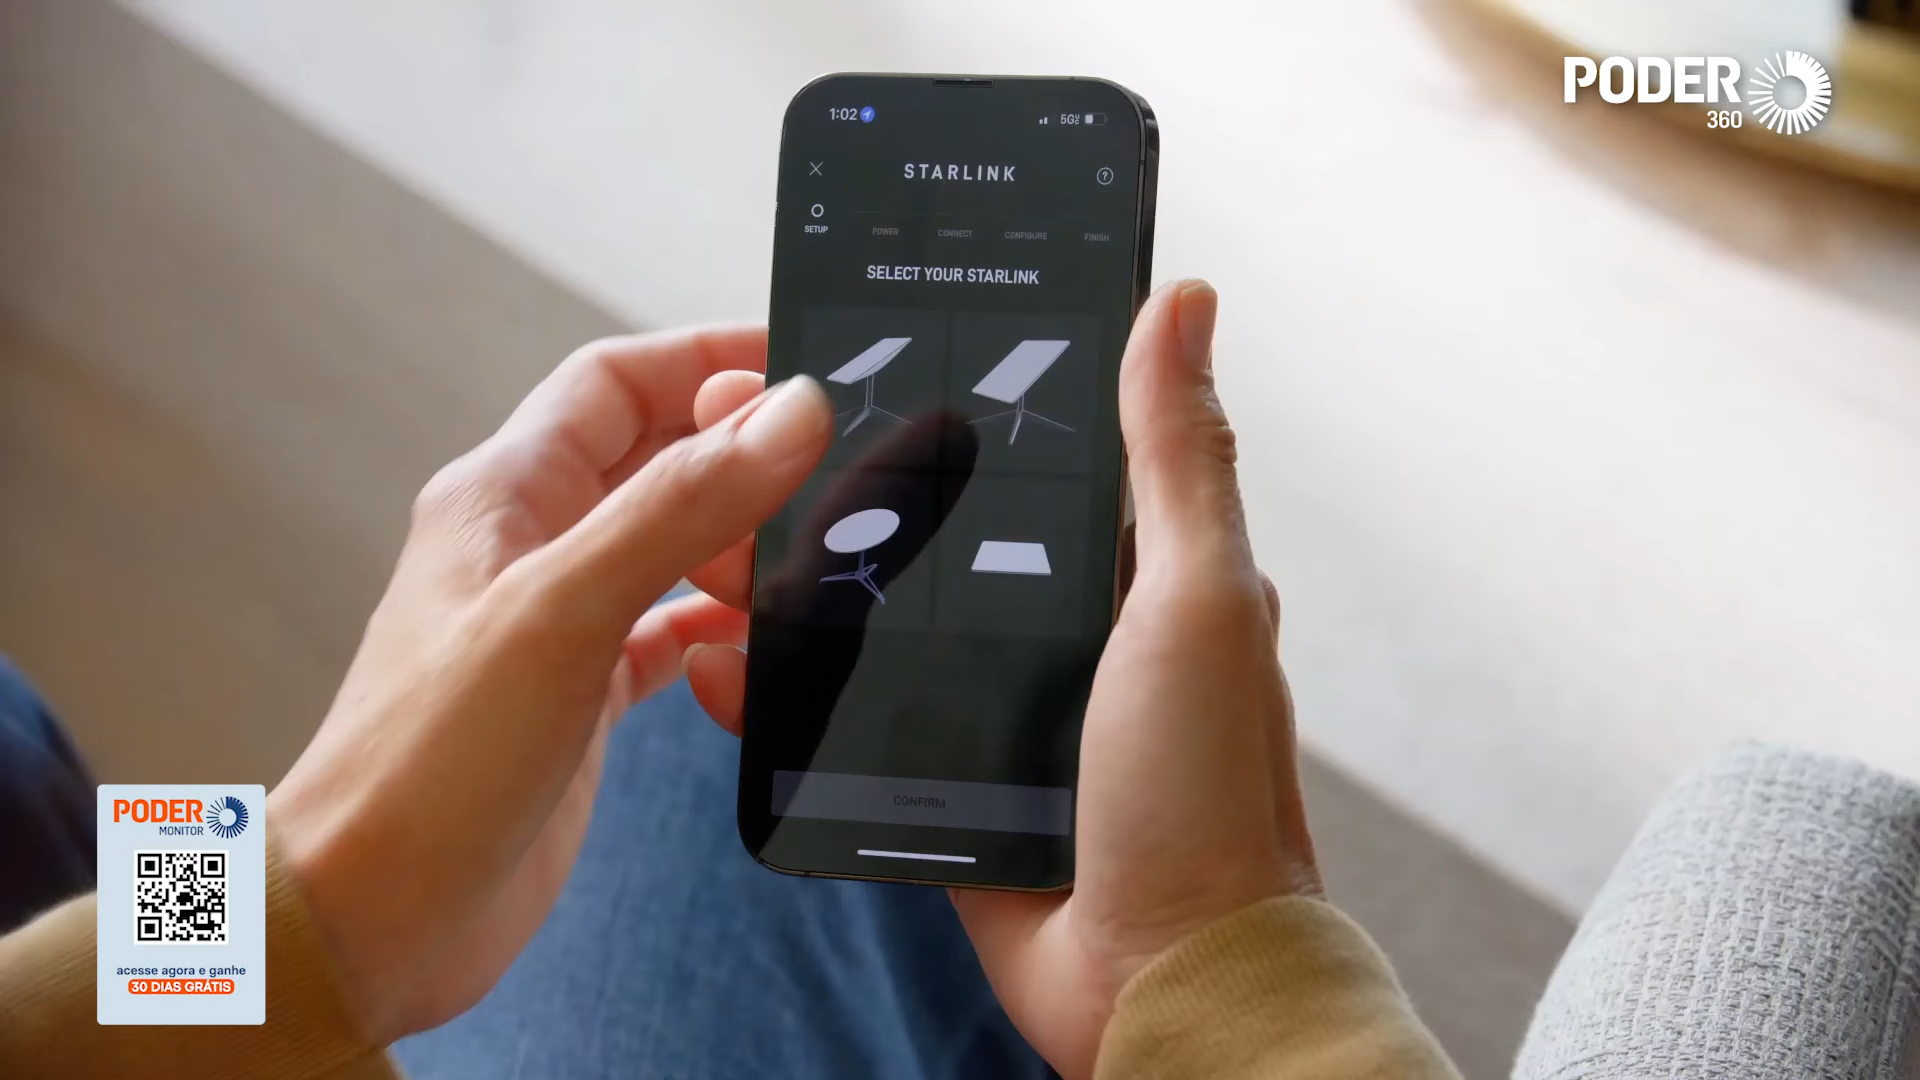 PODER
360
1:02
5G
STARLINK
SETUP
POWER
CONNECT
CONFIGURE
FINISH
SELECT YOUR STARLINK
CONFIRM
PODER
MONITOR
acesse agora e ganhe
30 DIAS GRÁTIS